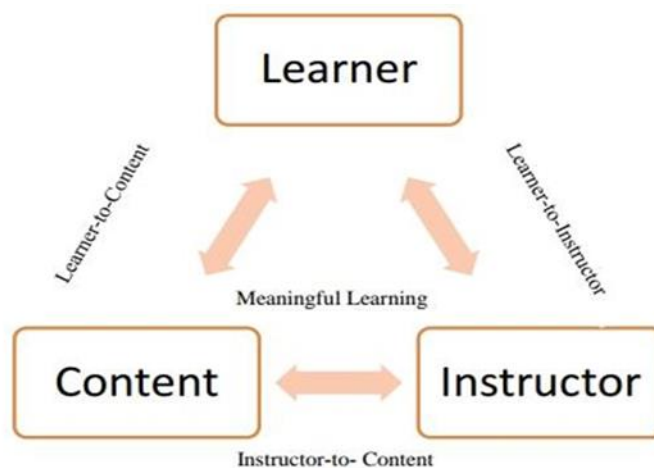 Learner
Learner-to-Content
Learner-to-Instructor
Meaningful Learning
Content
Instructor
Instructor-to- Content